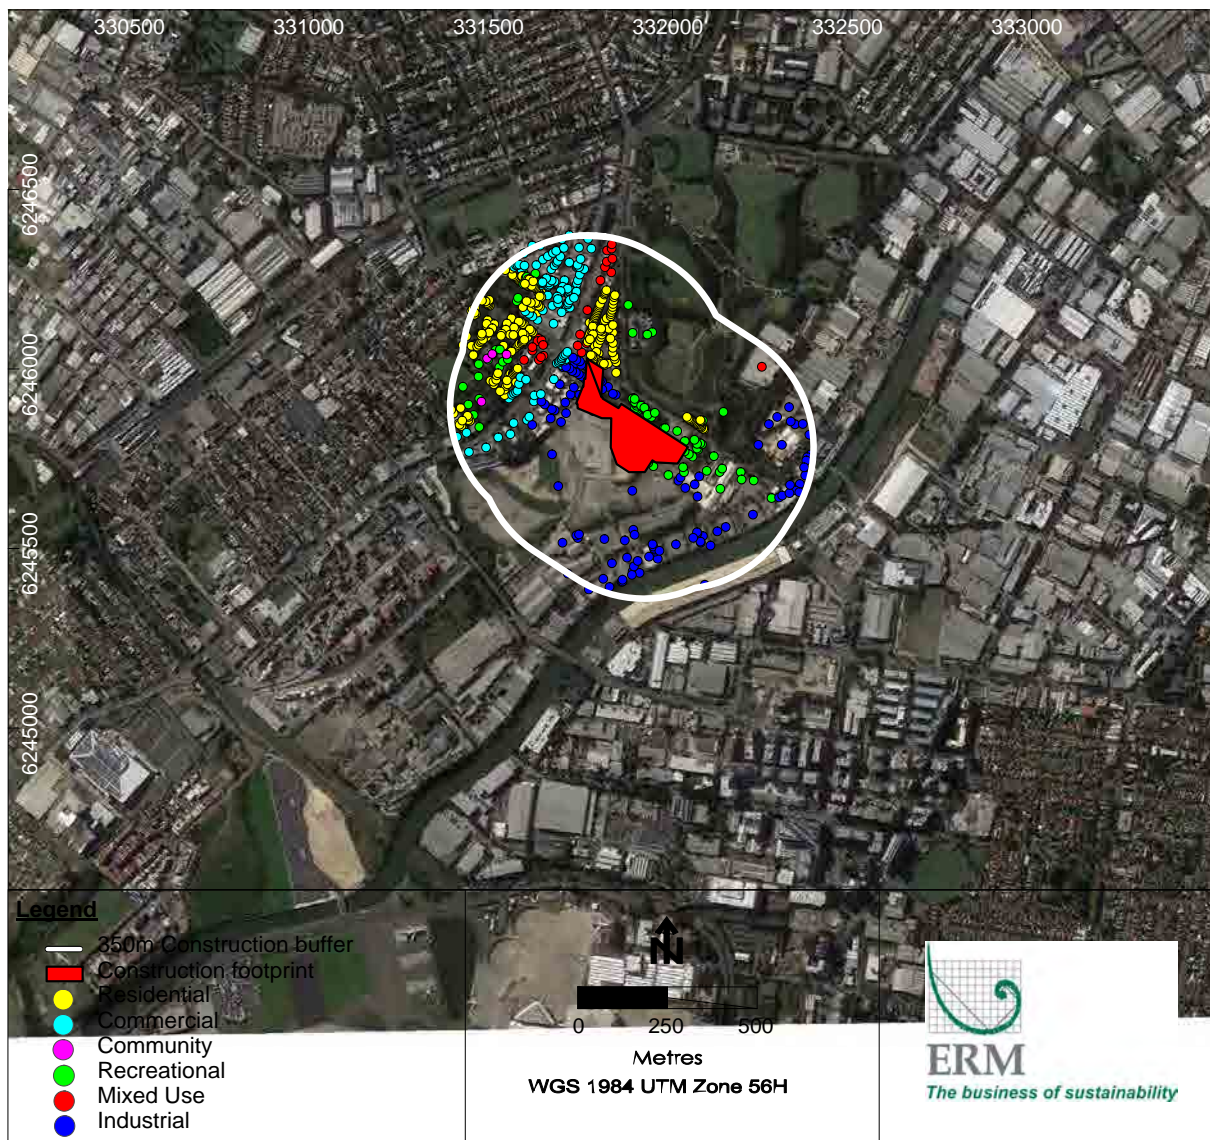 330500 331000 331500 332000 332500 333000
6246500
6246000
6245500
6245000
Legend
350m Construction buffer
Construction footprint
Residential
Commercial
Community
Recreational
Mixed Use
Industrial
N
0 250 500
Metres
WGS 1984 UTM Zone 56H
ERM
The business of sustainability